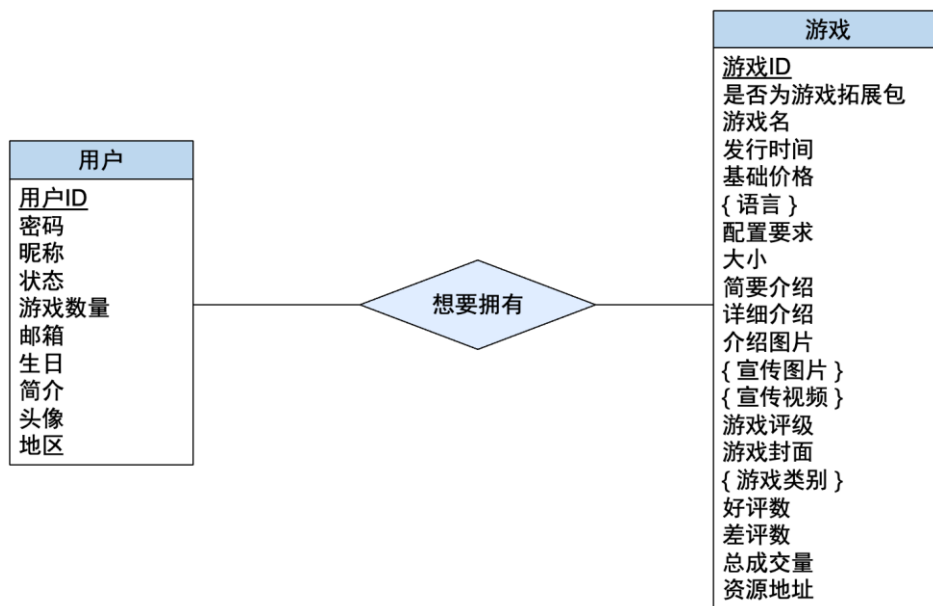 用户
用户ID
密码
昵称
状态
游戏数量
邮箱
生日
简介
头像
地区
想要拥有
游戏
游戏ID
是否为游戏拓展包
游戏名
发行时间
基础价格
{ 语言 }
配置要求
大小
简要介绍
详细介绍
介绍图片
{ 宣传图片 }
{ 宣传视频 }
游戏评级
游戏封面
{ 游戏类别 }
好评数
差评数
总成交量
资源地址